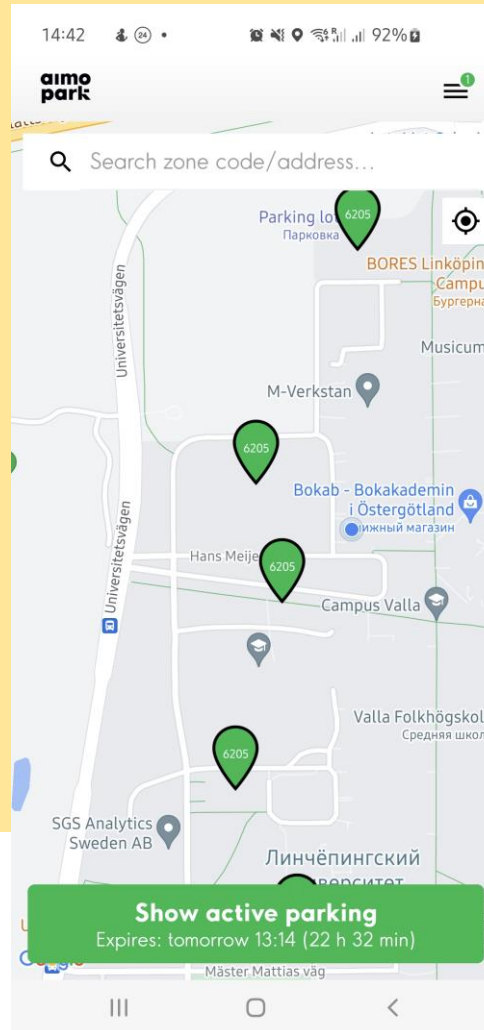 14:42
24
R
92%
aimo
park
1
Search zone code/address...
Parking lo
Парковка
6205
BORES Linköpin
Campu
Бургерна
Universitetsvägen
Musicum
M-Verkstan
6205
Bokab - Bokakademin
i Östergötland
ижный магазин
Hans Meije
6205
Universitetsvägen
Campus Valla
6205
Valla Folkhögskol
Средняя школ
SGS Analytics
Sweden AB
Линчёпингский
Show active parking
Expires: tomorrow 13:14 (22 h 32 min)
Mäster Mattias väg